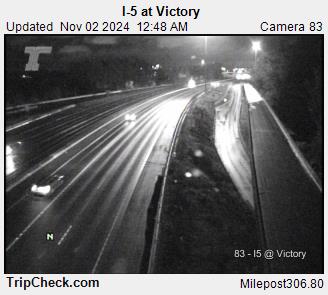 I-5 at Victory
Updated  Nov 02 2024  12:48 AM    Camera 83
T
N
83 - I5 @ Victory
TripCheck.com    Milepost306.80